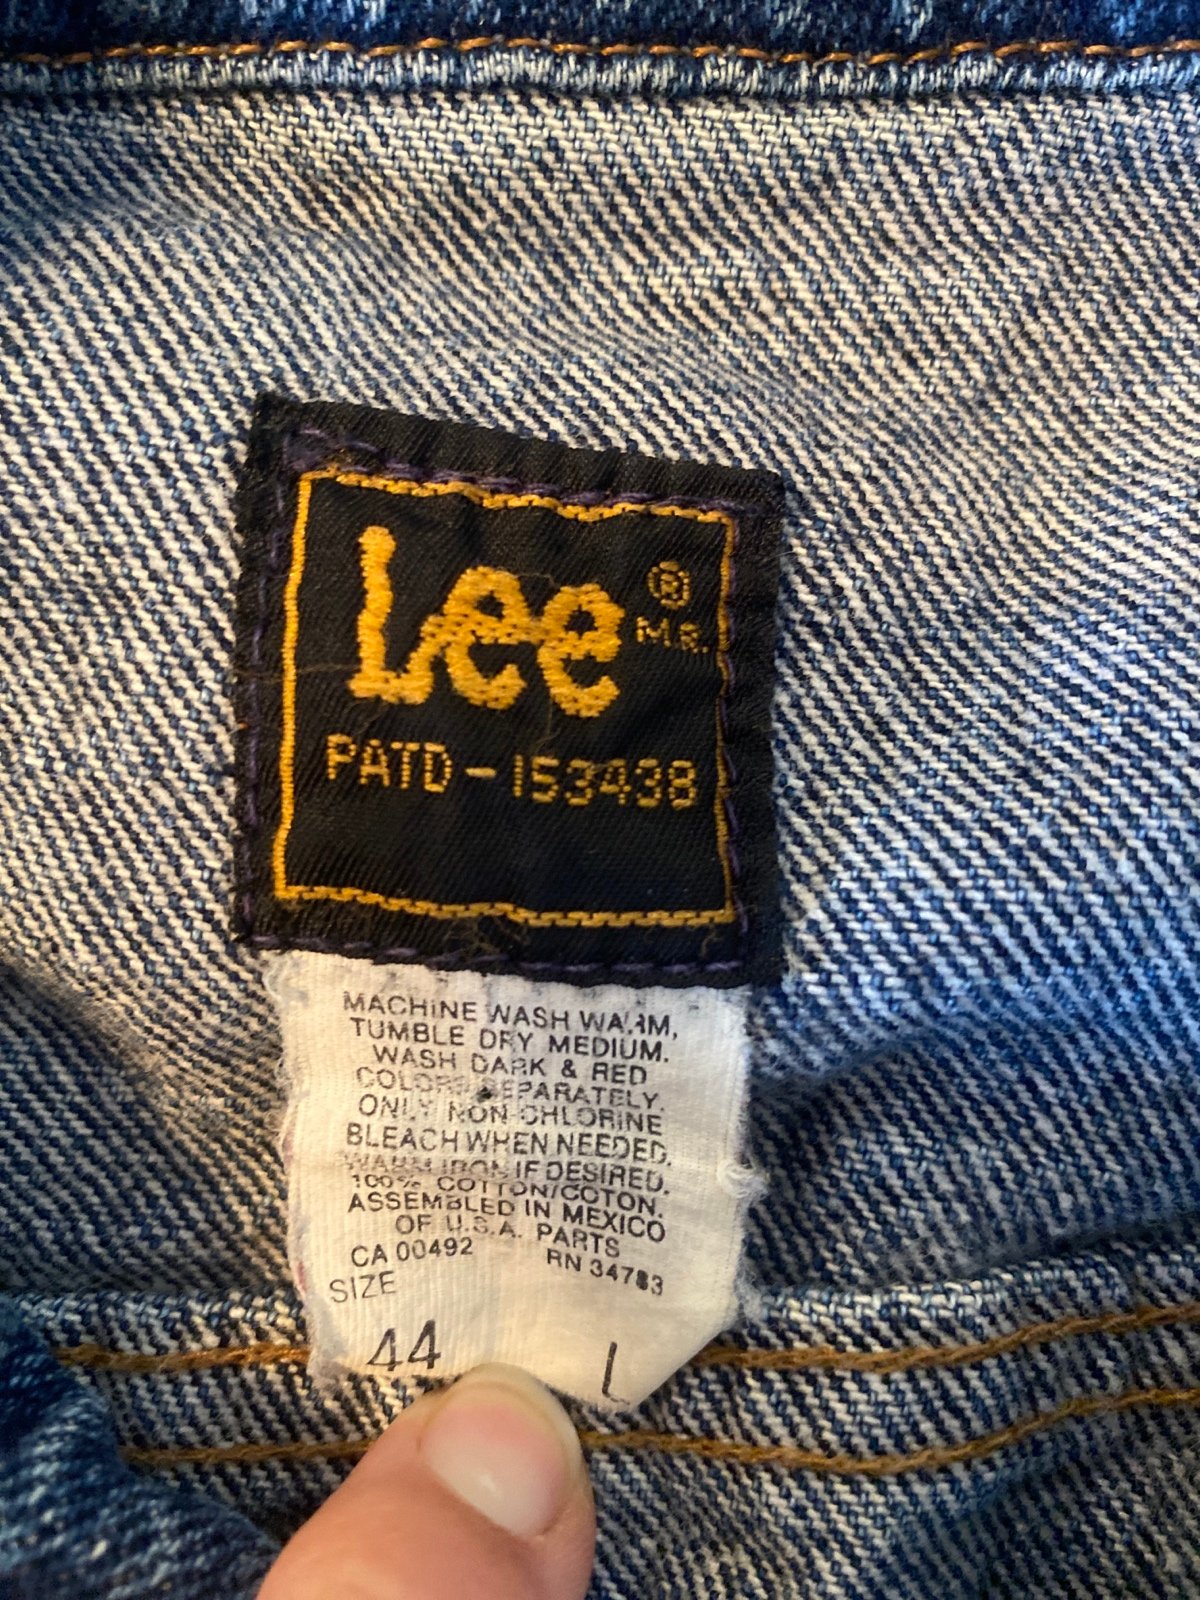 Lee ®
M.R.
PATD-153438
MACHINE WASH WARM,
TUMBLE DRY MEDIUM.
WASH DARK & RED
COLORS SEPARATELY.
ONLY NON CHLORINE
BLEACH WHEN NEEDED.
WARM IRON IF DESIRED.
100% COTTON/COTON.
ASSEMBLED IN MEXICO
OF U.S.A. PARTS
CA 00492 RN 34783
SIZE
44 L